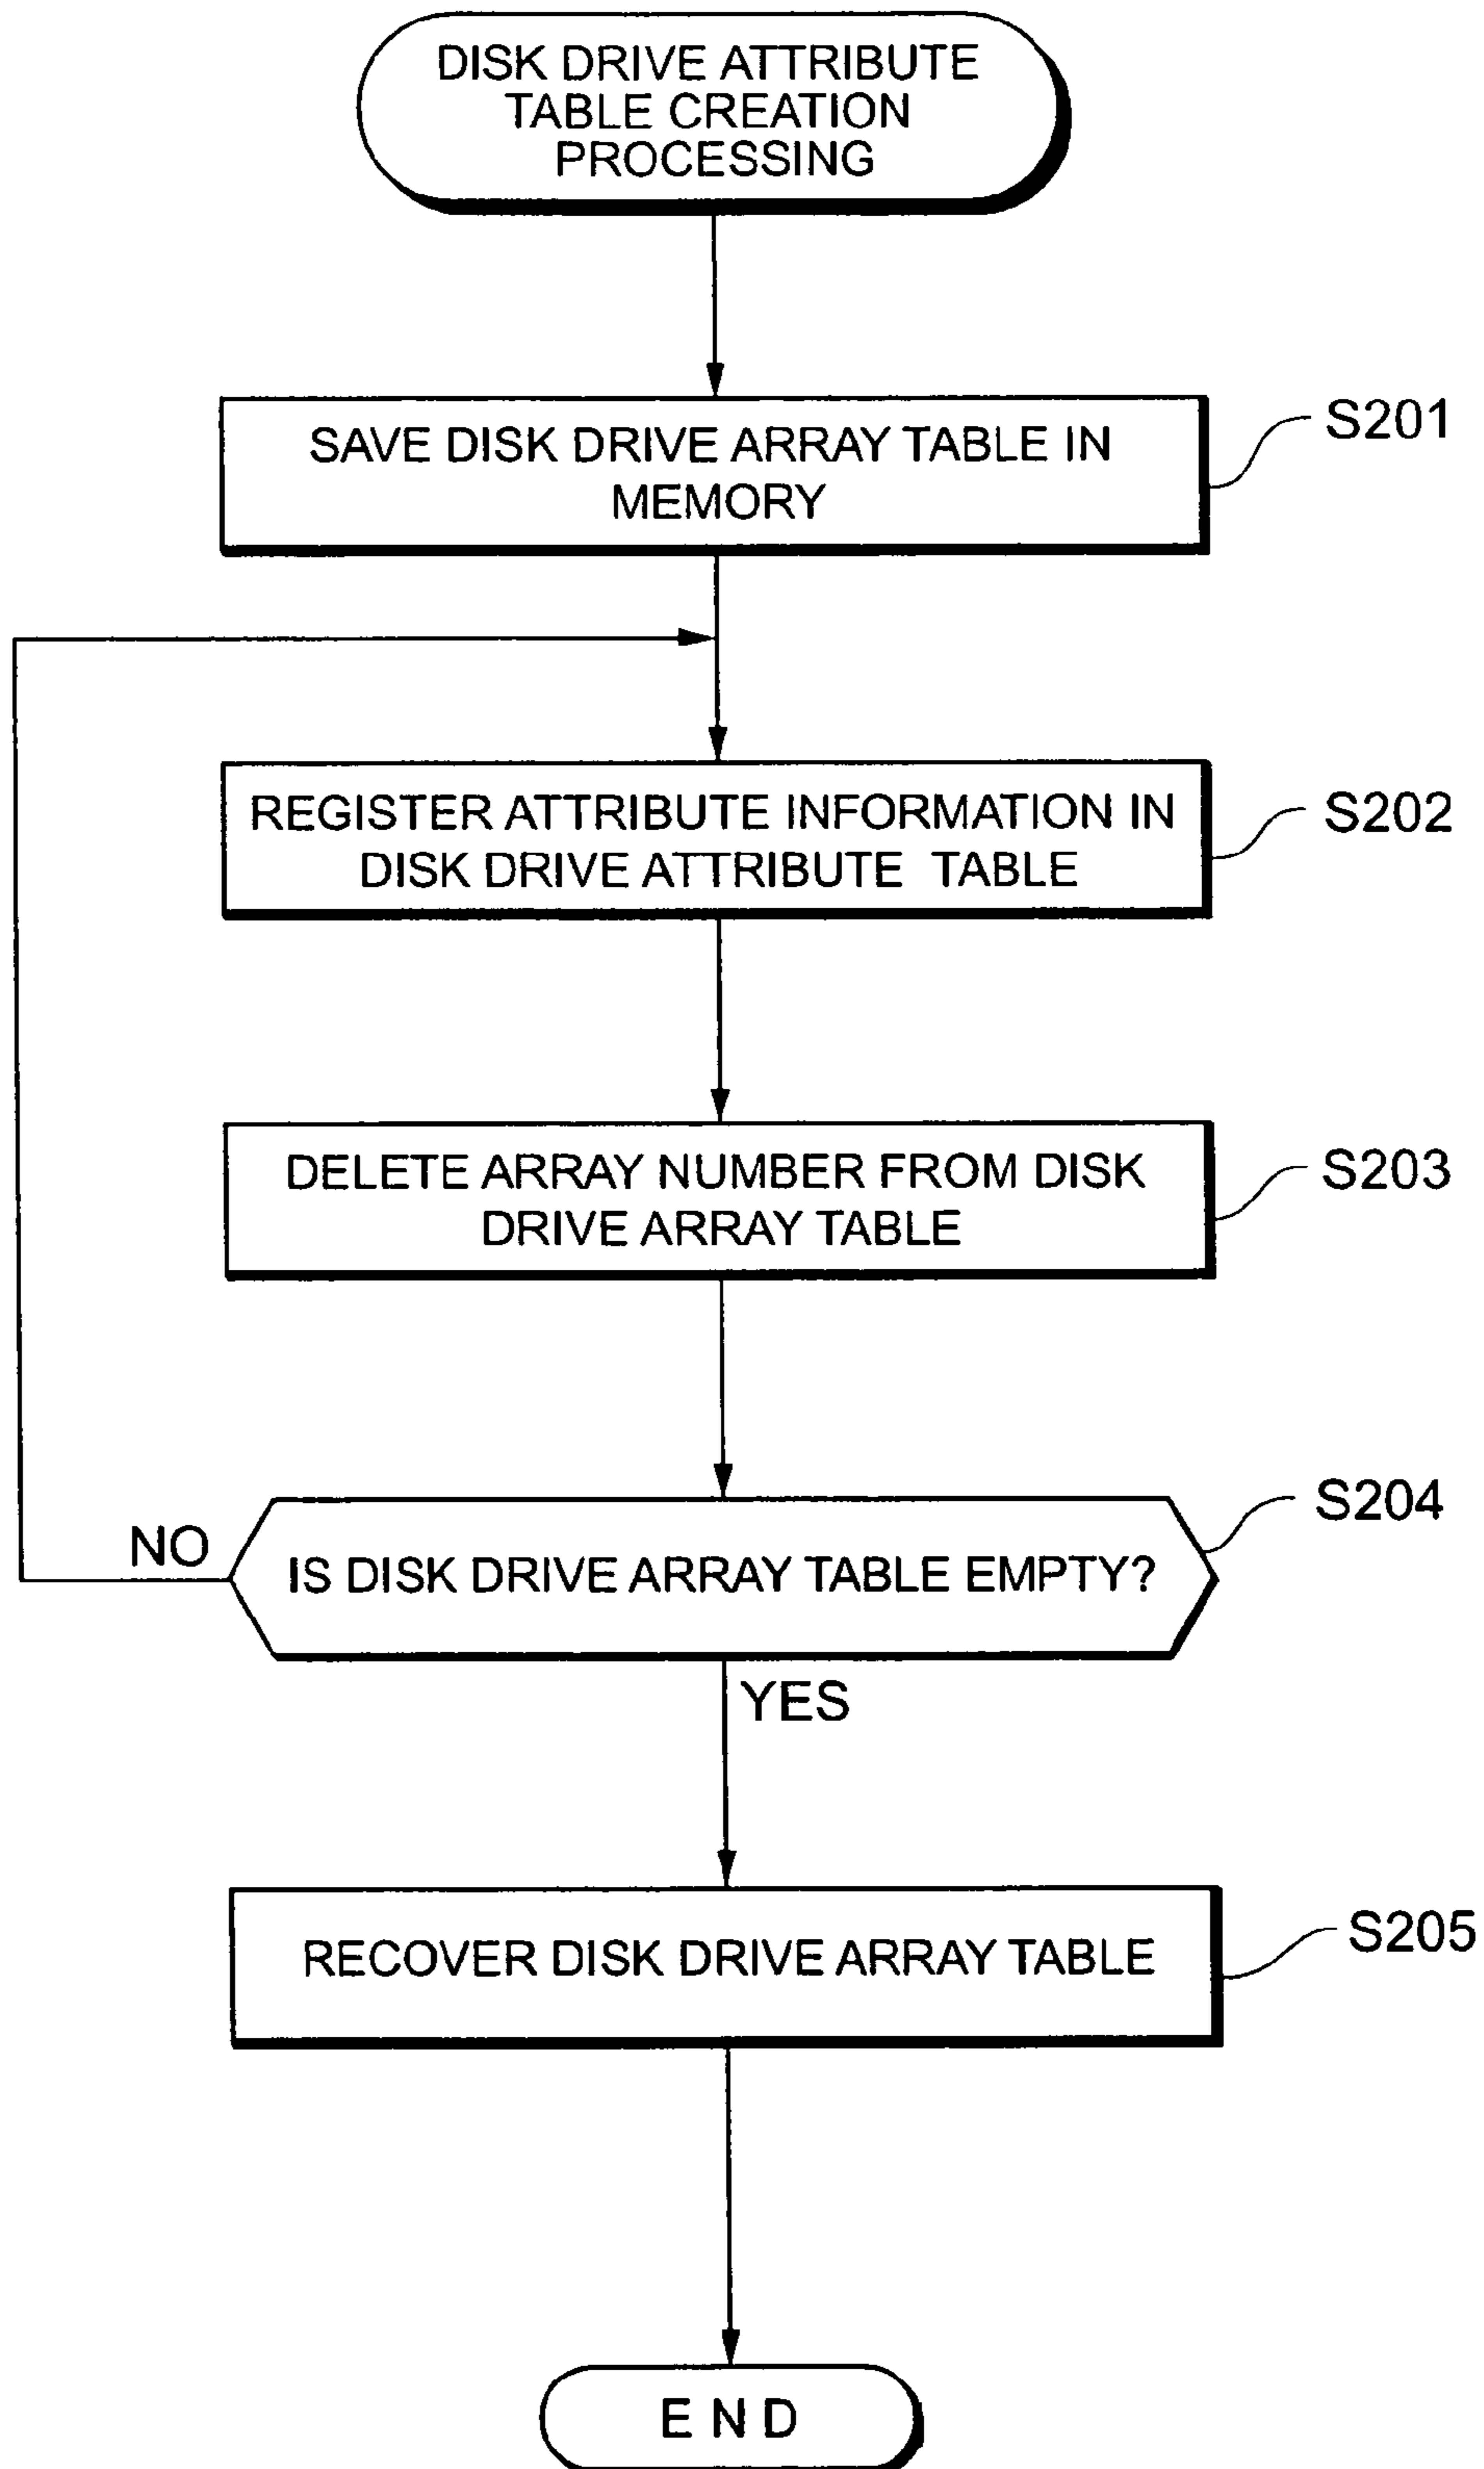 DISK DRIVE ATTRIBUTE
TABLE CREATION
PROCESSING
SAVE DISK DRIVE ARRAY TABLE IN
MEMORY
S201
REGISTER ATTRIBUTE INFORMATION IN
DISK DRIVE ATTRIBUTE TABLE
S202
DELETE ARRAY NUMBER FROM DISK
DRIVE ARRAY TABLE
S203
IS DISK DRIVE ARRAY TABLE EMPTY?
S204
NO
YES
RECOVER DISK DRIVE ARRAY TABLE
S205
END